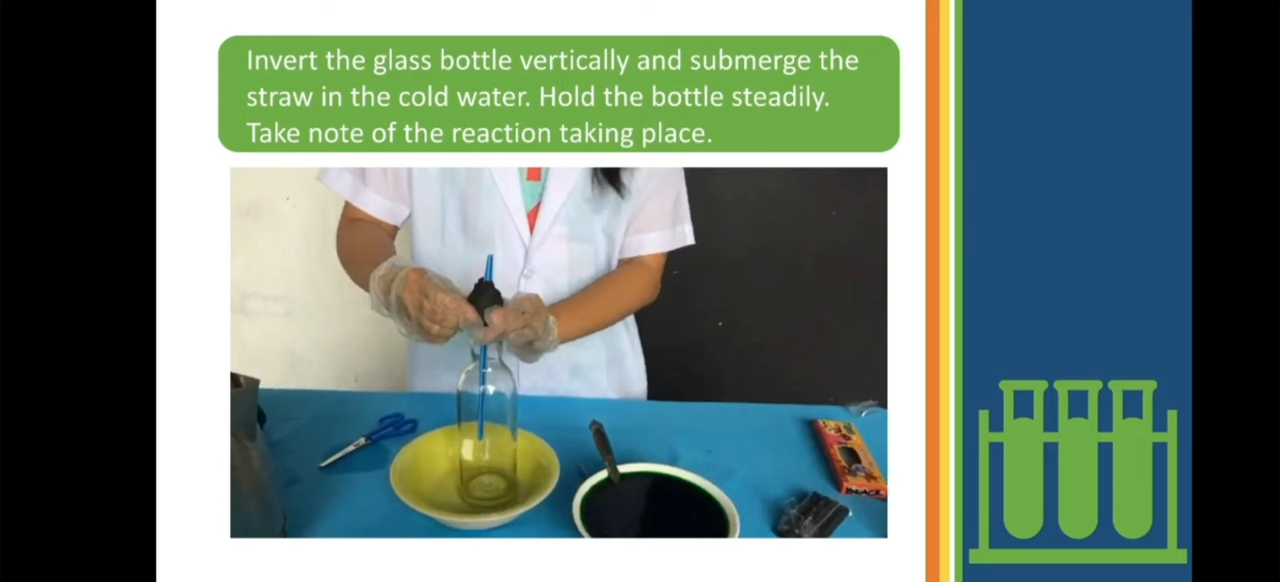 Invert the glass bottle vertically and submerge the
straw in the cold water. Hold the bottle steadily.
Take note of the reaction taking place.